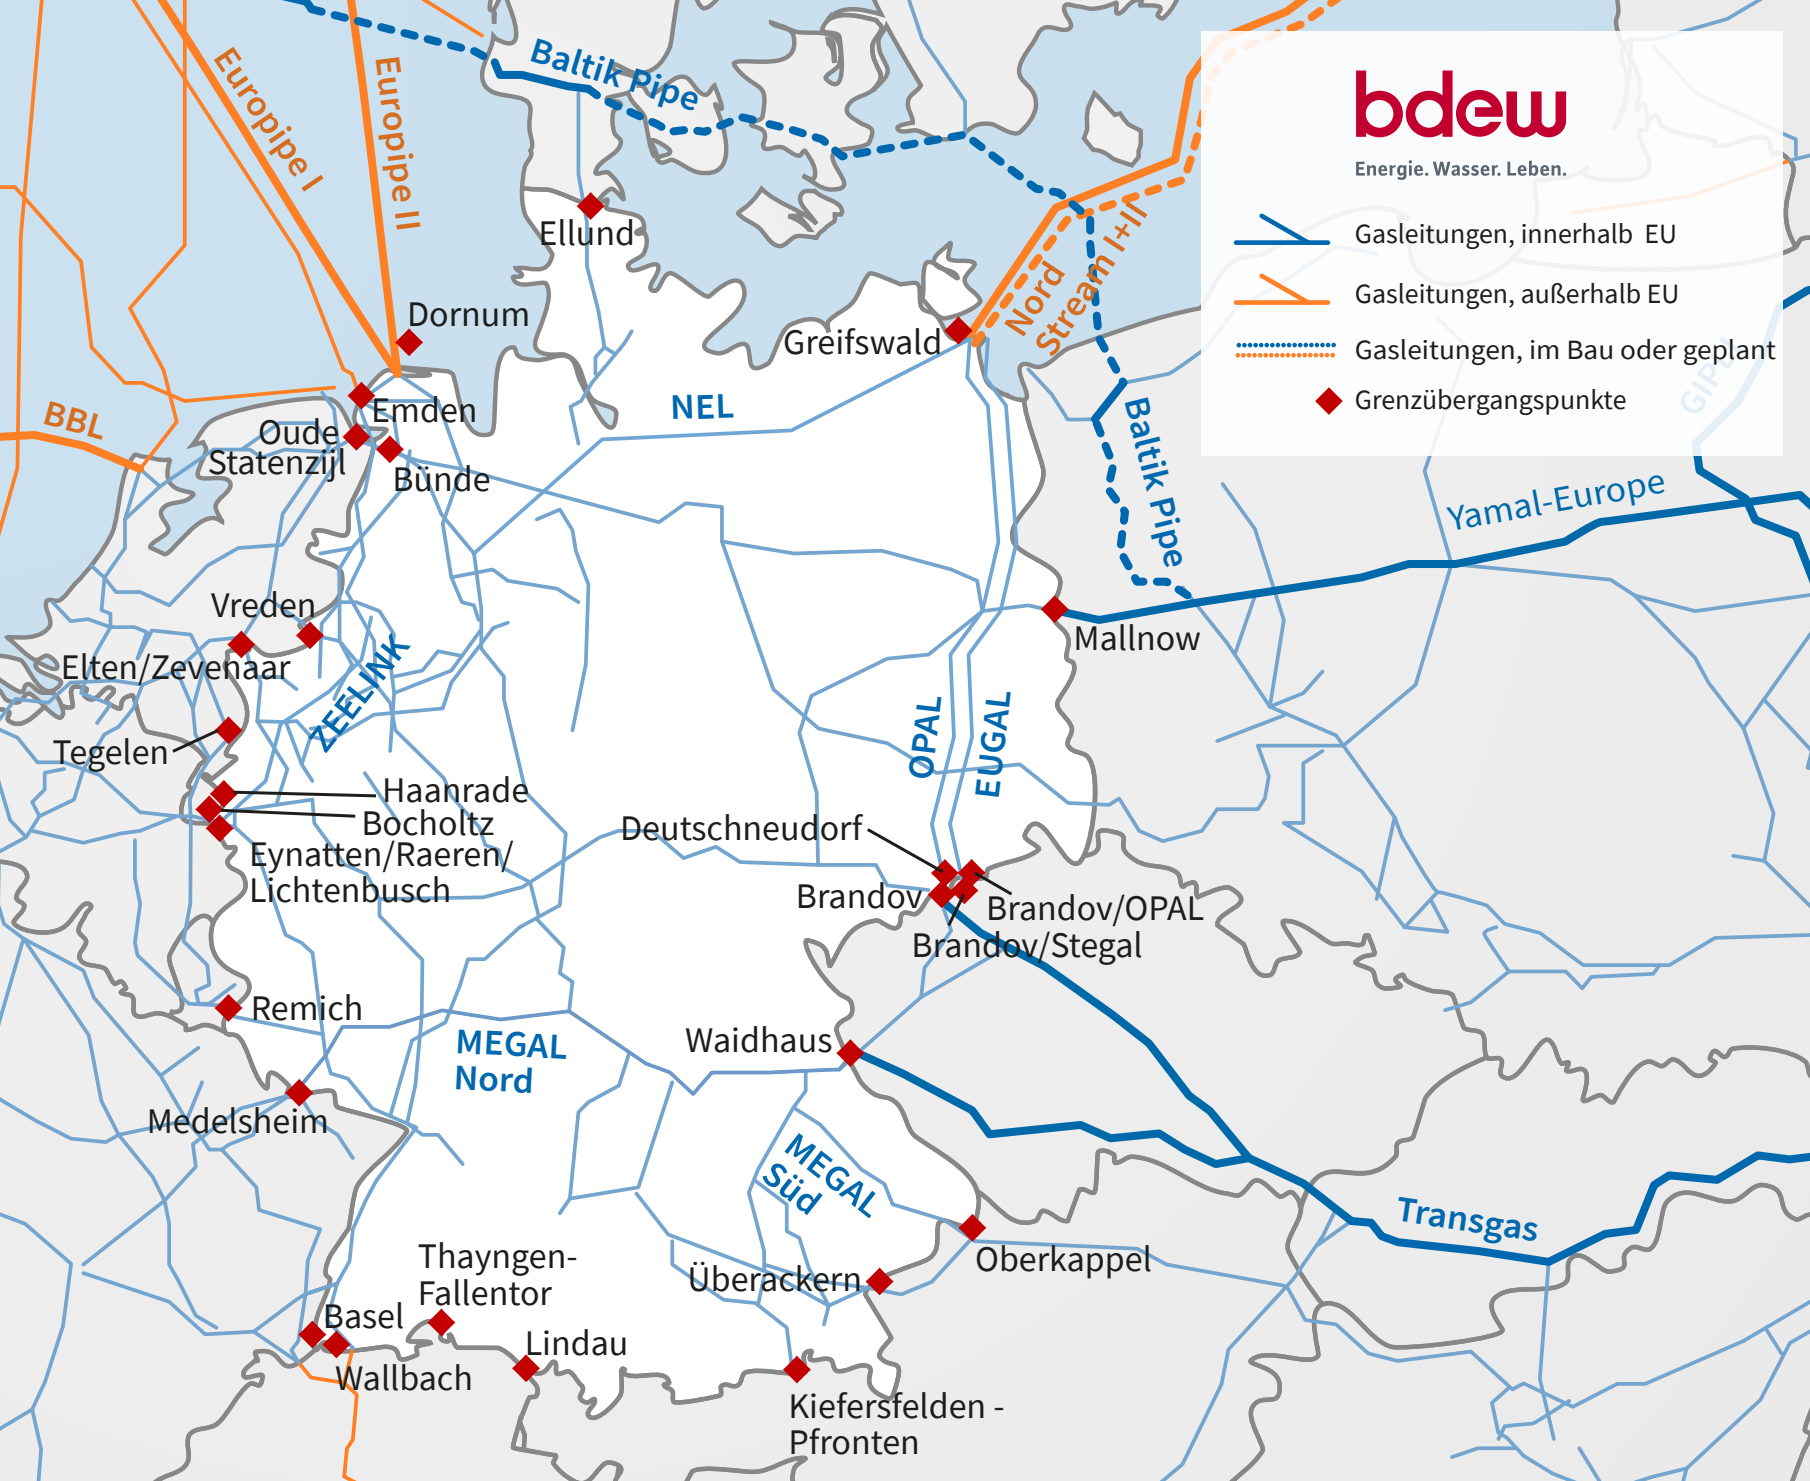 Baltik Pipe
Europipe I
Europipe II
bdew
Energie. Wasser. Leben.
Gasleitungen, innerhalb EU
Gasleitungen, außerhalb EU
Gasleitungen, im Bau oder geplant
Grenzübergangspunkte
GIPL
Ellund
Dornum
Greifswald
Nord
Stream I+II
BBL
Emden
NEL
Oude
Statenzijl
Bünde
Baltik Pipe
Yamal-Europe
Vreden
Mallnow
Elten/Zevenaar
ZEELINK
OPAL
EUGAL
Tegelen
Haanrade
Bocholtz
Deutschneudorf
Eynatten/Raeren/
Lichtenbusch
Brandov
Brandov/OPAL
Brandov/Stegal
Remich
MEGAL
Nord
Waidhaus
Medelsheim
MEGAL
Süd
Transgas
Oberkappel
Überackern
Thayngen-
Fallentor
Basel
Lindau
Wallbach
Kiefersfelden -
Pfronten